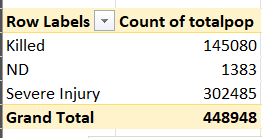 Row Labels Count of totalpop
Killed 145080
ND 1383
Severe Injury 302485
Grand Total 448948